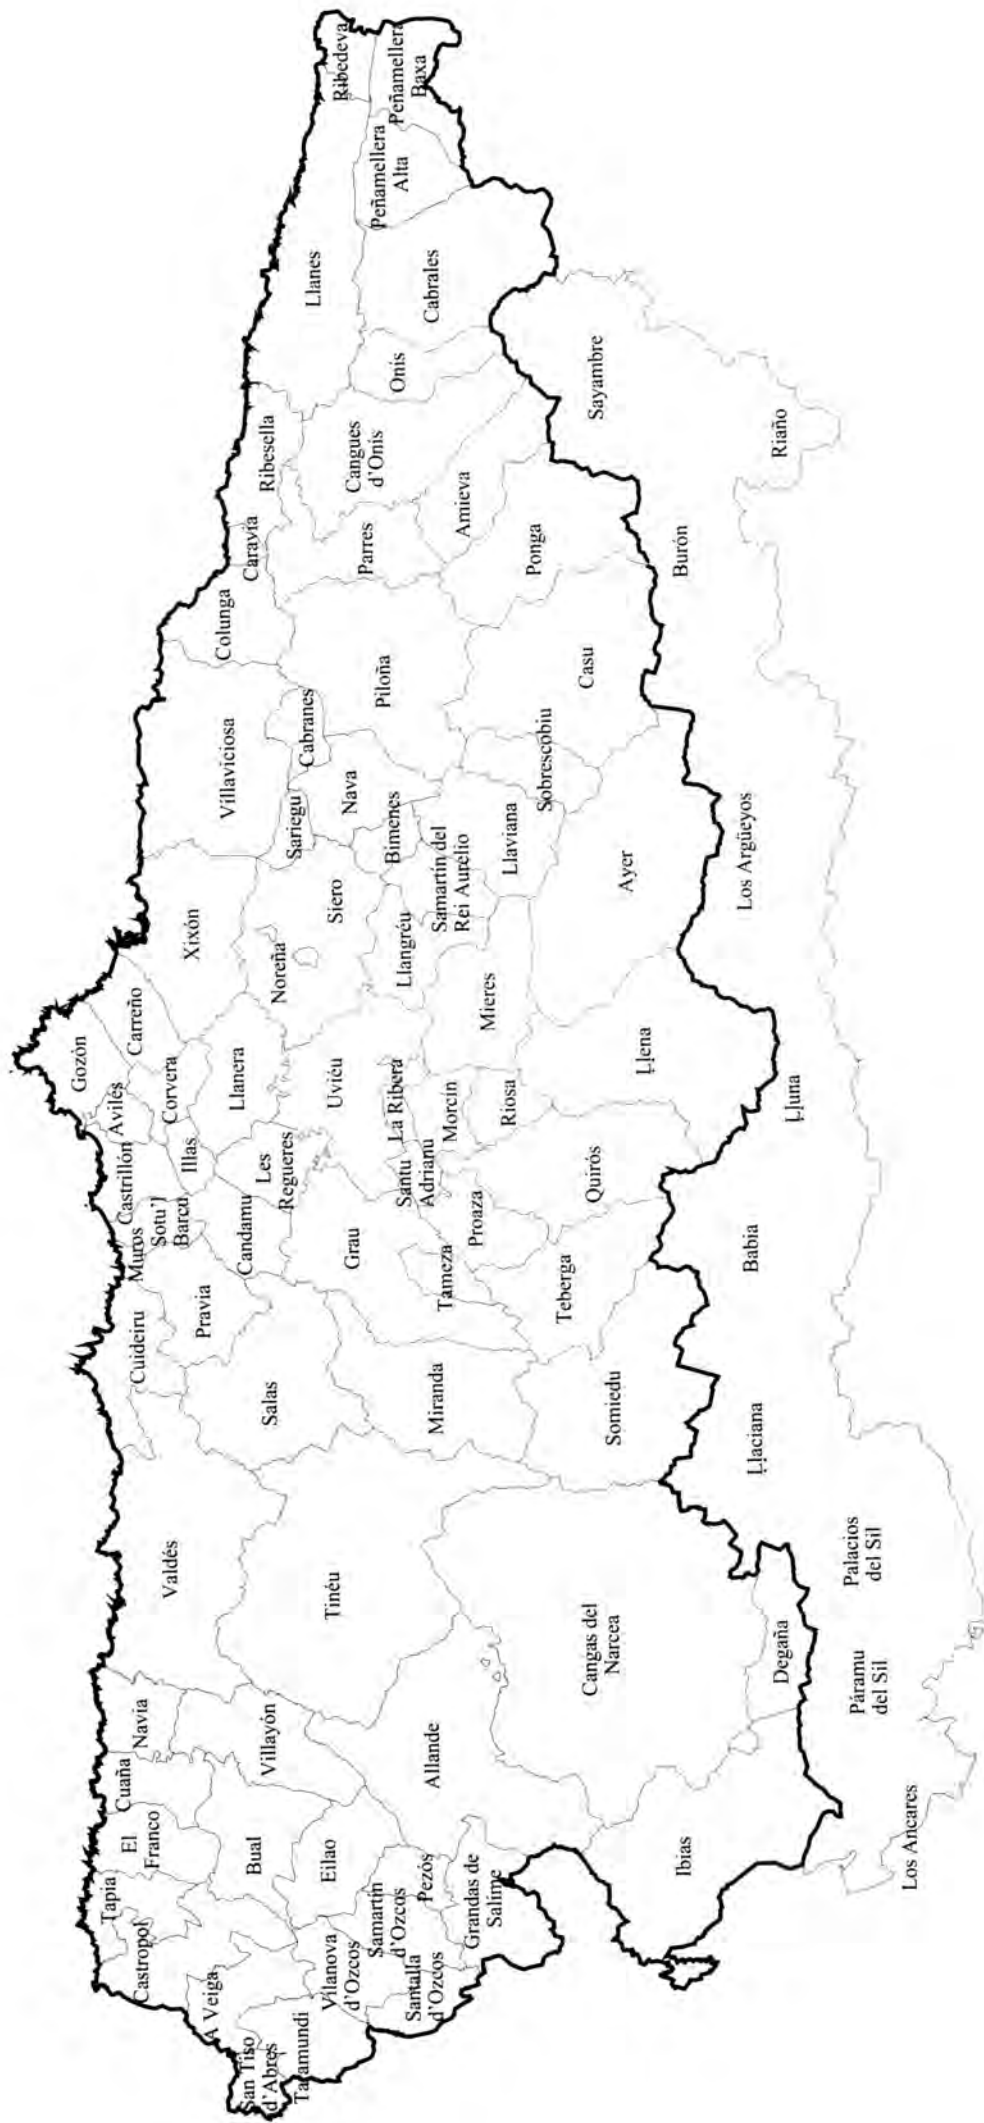 San Tiso
d'Abres
Taramundi
A Veiga
Castropol
Tapia
El
Franco
Cuaña
Navia
Valdés
Cuideiru
Muros
Sotu'l
Barcu
Castrillón
Avilés
Gozón
Carreño
Corvera
Illas
Xixón
Villaviciosa
Colunga
Caravia
Ribesella
Llanes
Ribedeva
Peñamellera
Baxa
Peñamellera
Alta
Cabrales
Onís
Cangues
d'Onís
Parres
Amieva
Ponga
Piloña
Cabranes
Sariegu
Nava
Bimenes
Siero
Noreña
Llanera
Les
Regueres
Candamu
Pravia
Salas
Villayón
Bual
Eilao
Vilanova
d'Ozcos
Samartín
d'Ozcos
Santalla
d'Ozcos
Pezós
Grandas de
Salime
Allande
Tinéu
Miranda
Grau
Tameza
Proaza
Santu
Adrianu
Uviéu
La Ribera
Morcín
Riosa
Mieres
Llangréu
Samartín del
Rei Aurelio
Llaviana
Sobrescobiu
Casu
Ayer
Ḷḷena
Quirós
Teberga
Somiedu
Cangas del
Narcea
Degaña
Ibias
Los Ancares
Páramu
del Sil
Palacios
del Sil
Ḷḷaciana
Babia
Ḷḷuna
Los Argüeyos
Burón
Riaño
Sayambre